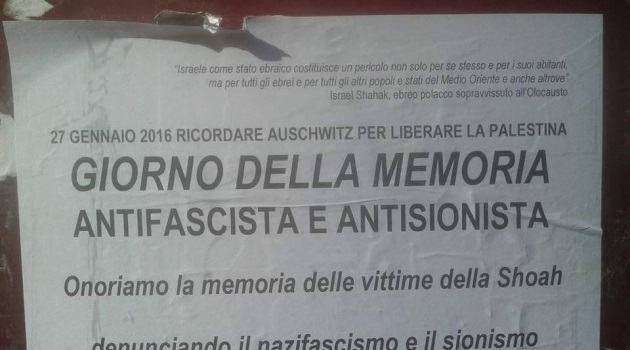 "Israele come stato ebraico costituisce un pericolo non solo per se stesso e per i suoi abitanti,
ma per tutti gli ebrei e per tutti gli altri popoli e stati del Medio Oriente e anche altrove"
Israel Shahak, ebreo polacco sopravvissuto all'Olocausto
27 GENNAIO 2016 RICORDARE AUSCHWITZ PER LIBERARE LA PALESTINA
GIORNO DELLA MEMORIA
ANTIFASCISTA E ANTISIONISTA
Onoriamo la memoria delle vittime della Shoah
denunciando il nazifascismo e il sionismo